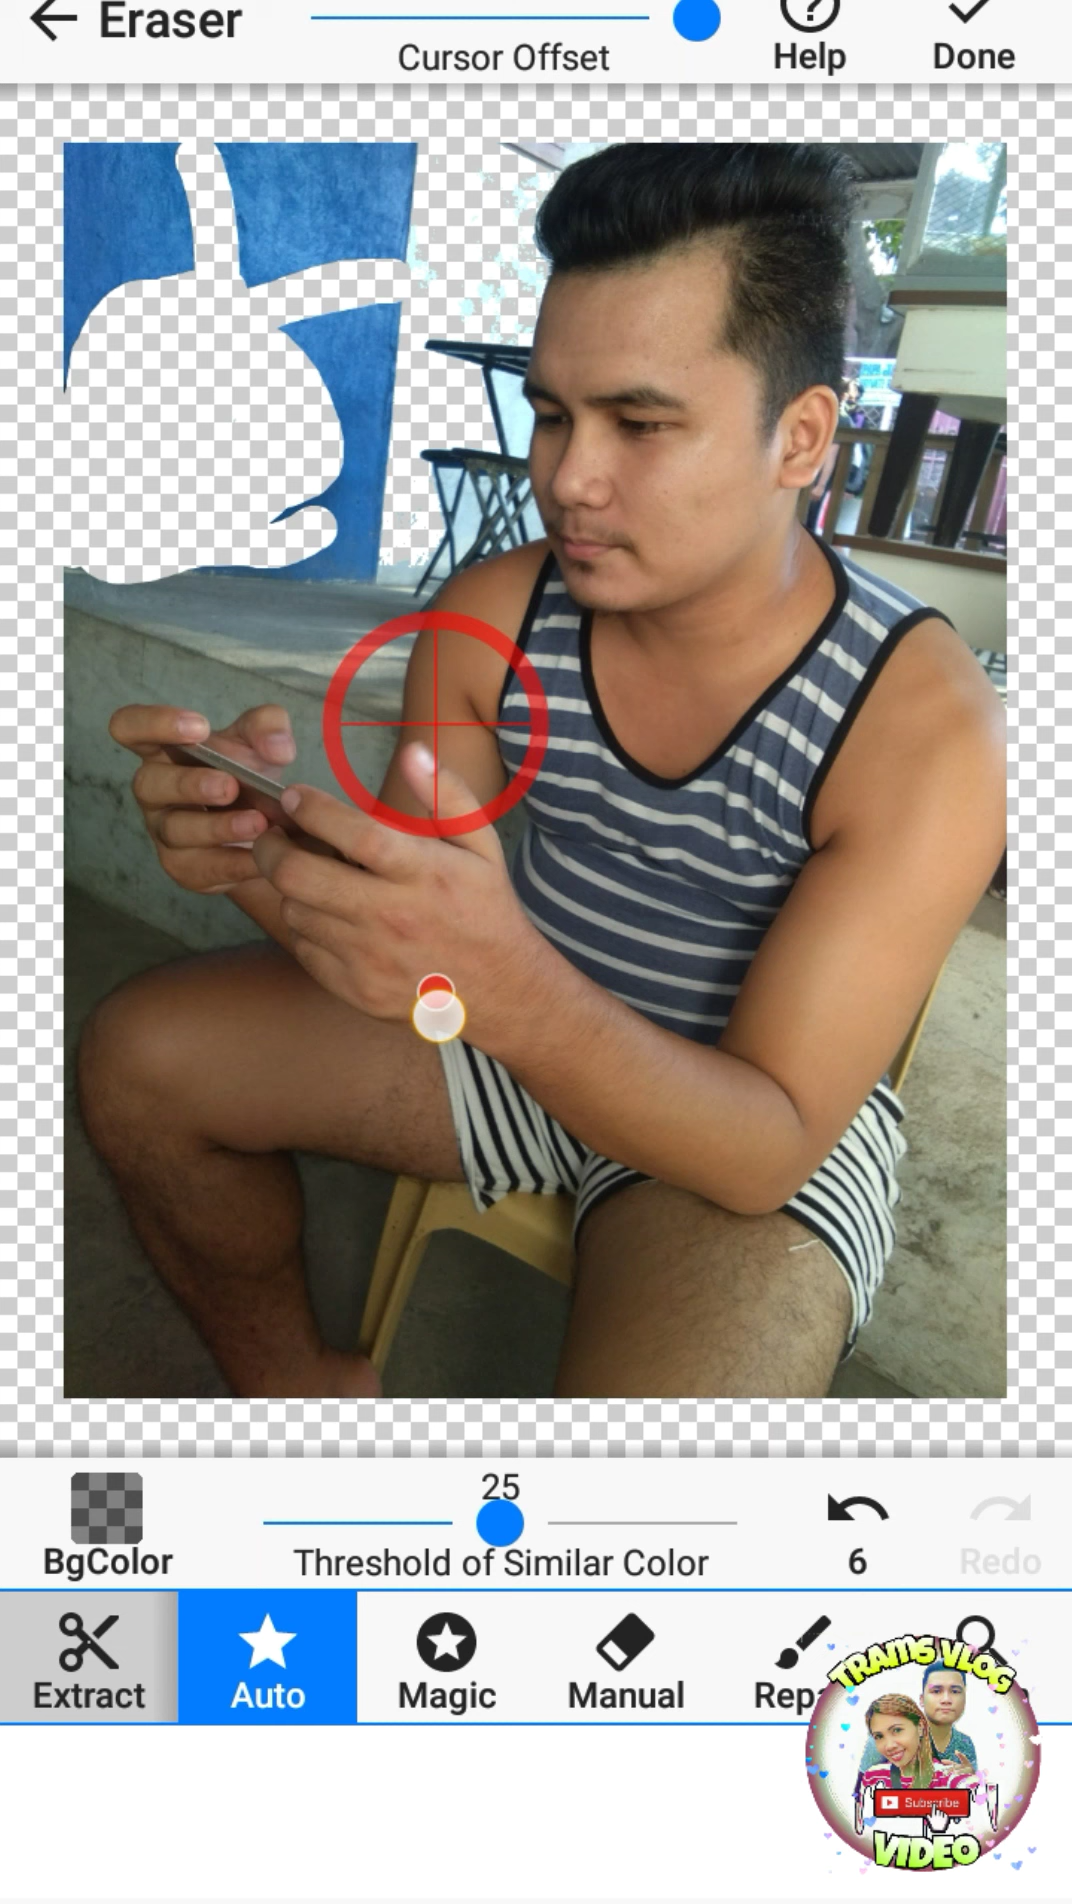 Eraser
Cursor Offset
Help
Done
25
BgColor
Threshold of Similar Color
6
Redo
Extract
Auto
Magic
Manual
TRAMS VLOG
Subscribe
VIDEO